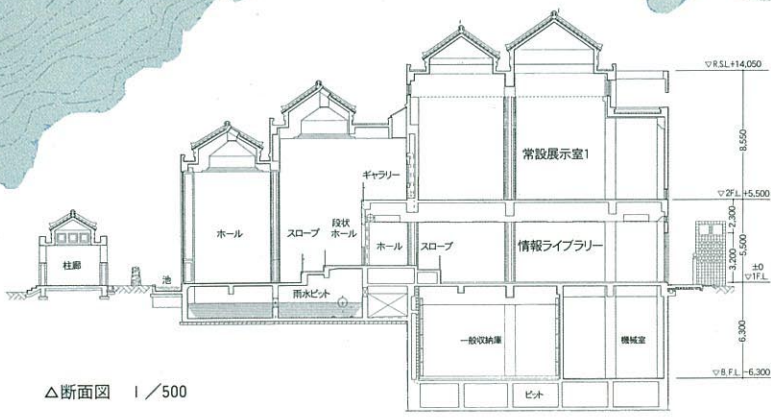 ▽R.S.L+14,050
8,550
常設展示室1
ギャラリー
▽2F.L +5,500
2,300
ホール
スロープ
段状
ホール
ホール
スロープ
情報ライブラリー
5,500
3,200
柱廊
池
±0
▽1F.L
雨水ピット
一般収納庫
機械室
6,300
▽B.F.L -6,300
ピット
△断面図 1／500